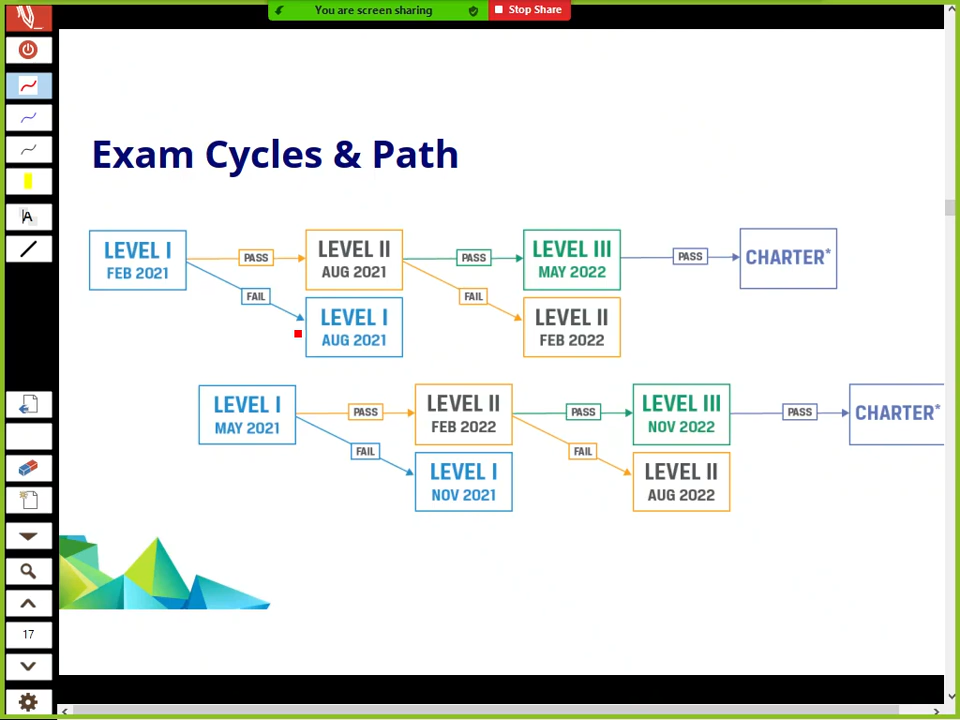 You are screen sharing
Stop Share
Exam Cycles & Path
LEVEL I
FEB 2021
PASS
FAIL
LEVEL II
AUG 2021
LEVEL I
AUG 2021
PASS
FAIL
LEVEL III
MAY 2022
LEVEL II
FEB 2022
PASS
CHARTER*
LEVEL I
MAY 2021
PASS
FAIL
LEVEL II
FEB 2022
LEVEL I
NOV 2021
PASS
FAIL
LEVEL III
NOV 2022
LEVEL II
AUG 2022
PASS
CHARTER*
A
17